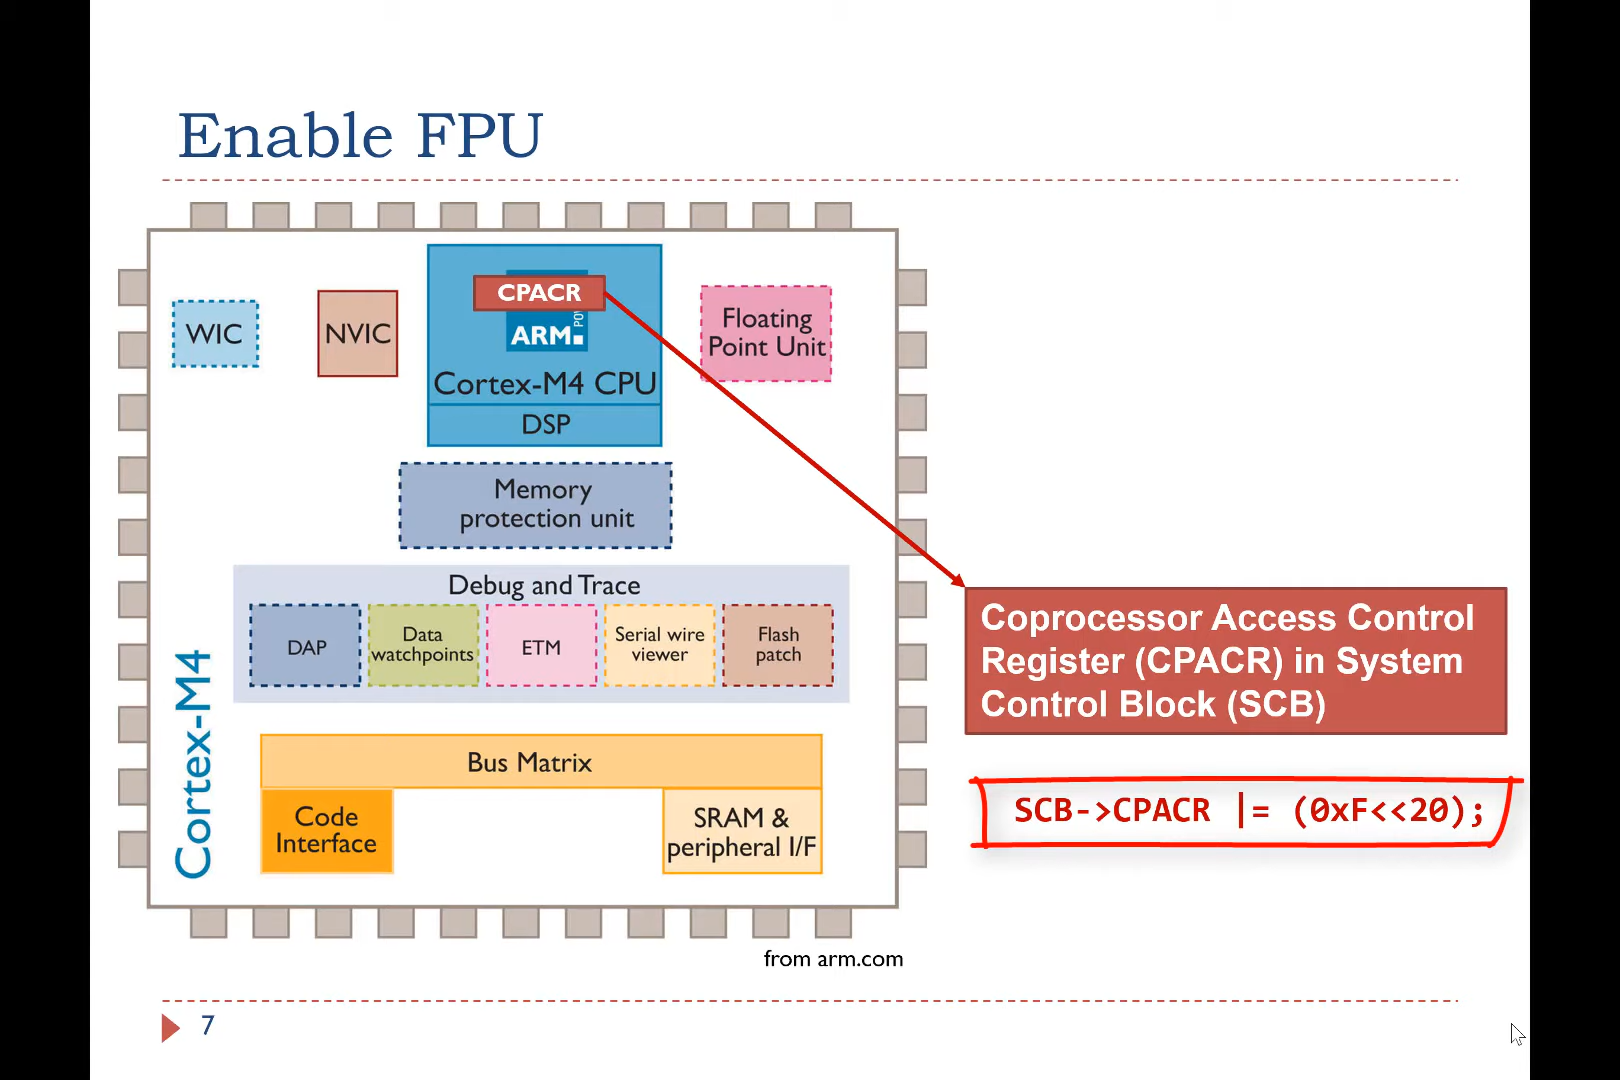 Enable FPU
WIC
NVIC
CPACR
ARM
PO
Cortex-M4 CPU
DSP
Floating
Point Unit
Memory
protection unit
Debug and Trace
DAP
Data
watchpoints
ETM
Serial wire
viewer
Flash
patch
Cortex-M4
Bus Matrix
Code
Interface
SRAM &
peripheral I/F
Coprocessor Access Control
Register (CPACR) in System
Control Block (SCB)
SCB->CPACR |= (0xF<<20);
from arm.com
7